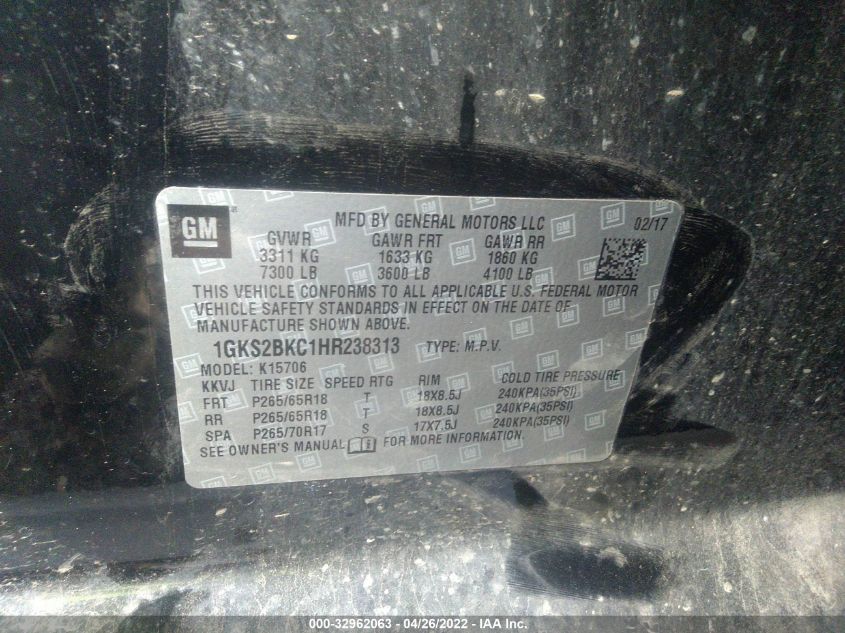 GM
MFD BY GENERAL MOTORS LLC 02/17
GVWR GAWR FRT GAWR RR
3311 KG 1633 KG 1860 KG
7300 LB 3600 LB 4100 LB
THIS VEHICLE CONFORMS TO ALL APPLICABLE U.S. FEDERAL MOTOR
VEHICLE SAFETY STANDARDS IN EFFECT ON THE DATE OF
MANUFACTURE SHOWN ABOVE.
1GKS2BKC1HR238313 TYPE: M.P.V.
MODEL: K15706
KKVJ TIRE SIZE SPEED RTG RIM COLD TIRE PRESSURE
FRT P265/65R18 T 18X8.5J 240KPA(35PSI)
RR P265/65R18 T 18X8.5J 240KPA(35PSI)
SPA P265/70R17 S 17X7.5J 240KPA(35PSI)
SEE OWNER'S MANUAL i FOR MORE INFORMATION.
000-32962063 - 04/26/2022 - IAA Inc.